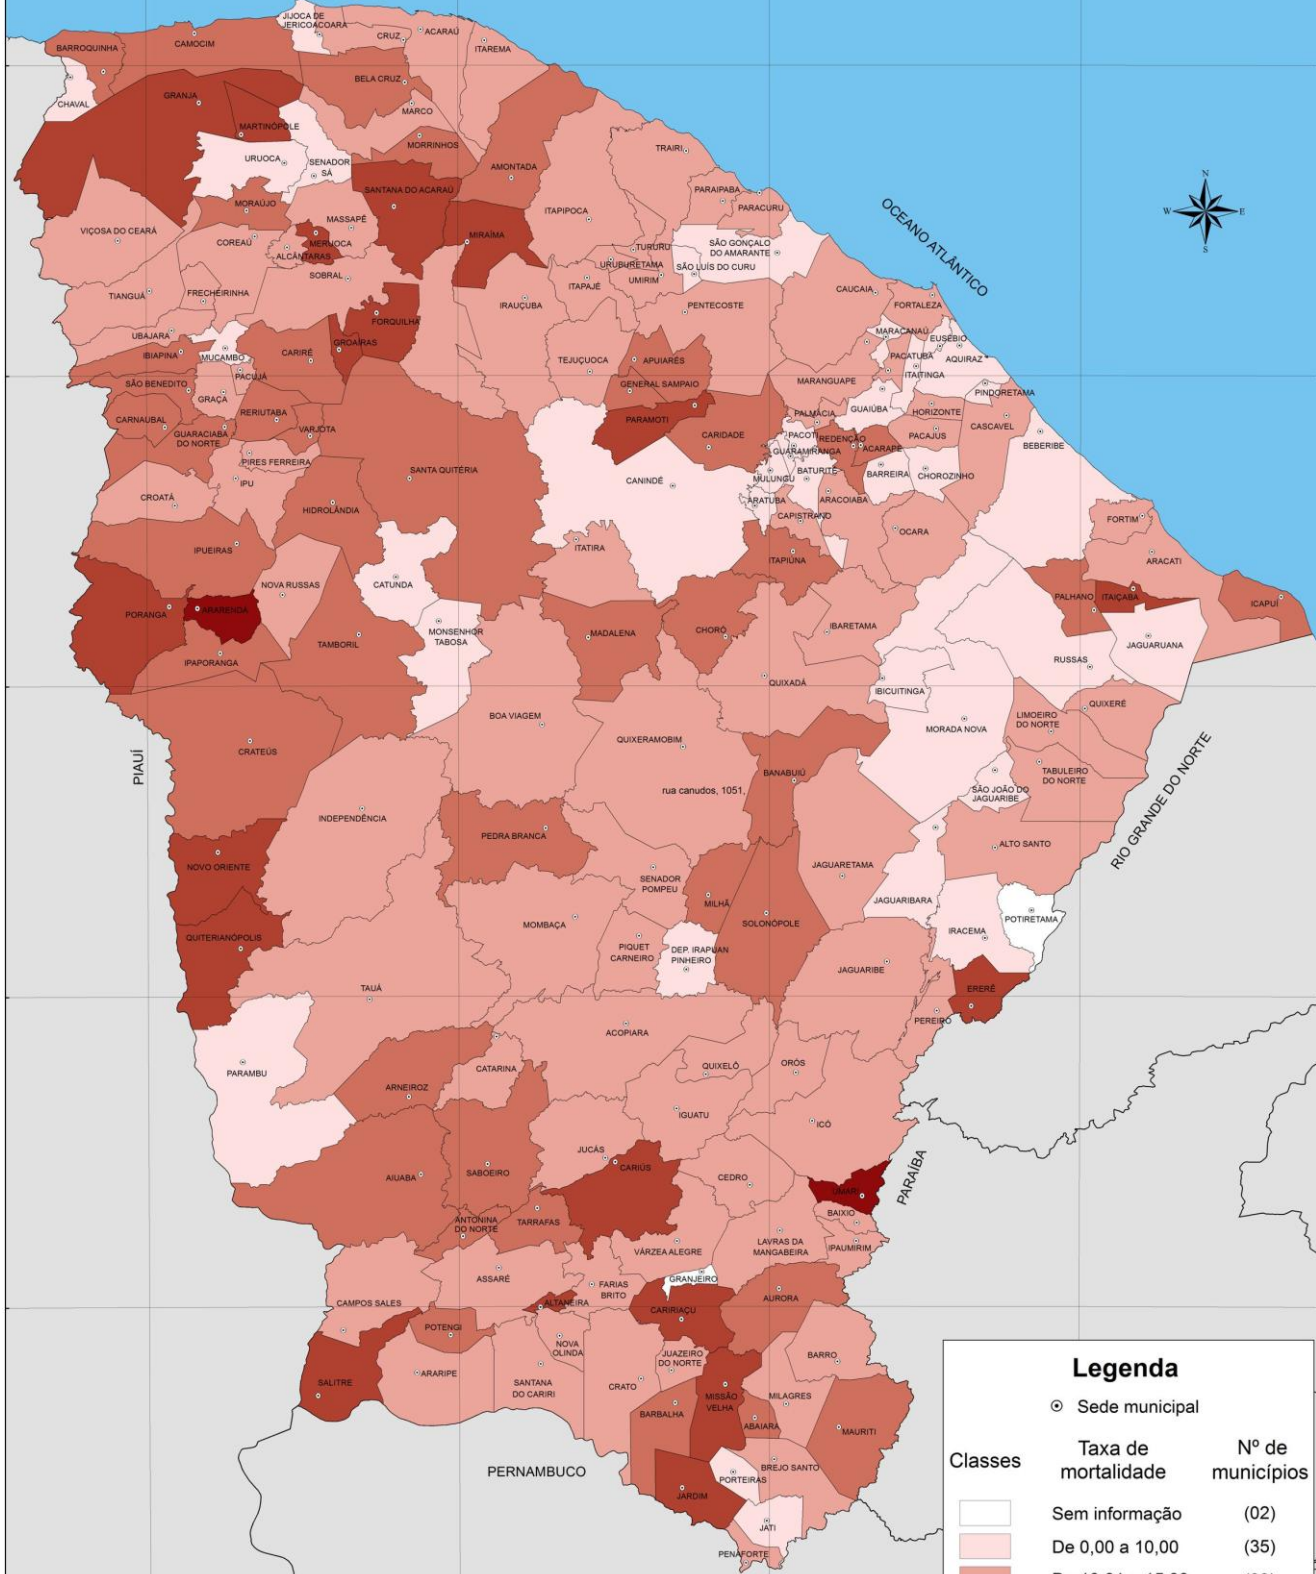 JIJOCA DE
JERICOACOARA
CRUZ
ACARAÚ
ITAREMA
BARROQUINHA
CAMOCIM
BELA CRUZ
CHAVAL
GRANJA
MARCO
MARTINÓPOLE
MORRINHOS
URUOCA
SENADOR
SÁ
TRAIRI
AMONTADA
SANTANA DO ACARAÚ
PARAIPABA
PARACURU
MORAÚJO
ITAPIPOCA
MASSAPÊ
VIÇOSA DO CEARÁ
COREAÚ
MERUOCA
MIRAÍMA
ALCÂNTARAS
TURURU
SÃO GONÇALO
DO AMARANTE
URUBURETAMA
SÃO LUÍS DO CURU
SOBRAL
UMIRIM
ITAPAJÉ
TIANGUÁ
FRECHEIRINHA
IRAUÇUBA
PENTECOSTE
CAUCAIA
FORTALEZA
OCEANO ATLÂNTICO
N
W
E
S
FORQUILHA
UBAJARA
MARACANAÚ
EUSÉBIO
GROAÍRAS
IBIAPINA
MUCAMBO
CARIRÉ
TEJUÇUOCA
APUIARÉS
PACATUBA
AQUIRAZ
PACUJÁ
ITAITINGA
SÃO BENEDITO
GENERAL SAMPAIO
MARANGUAPE
GRAÇA
PINDORETAMA
GUAIÚBA
HORIZONTE
CARNAUBAL
RERIUTABA
PARAMOTI
PALMÁCIA
CASCAVEL
GUARACIABA
DO NORTE
VARJOTA
CARIDADE
PACOTI
REDENÇÃO
PACAJUS
BEBERIBE
ACARAPE
GUARAMIRANGA
PIRES FERREIRA
SANTA QUITÉRIA
MULUNGU
BATURITÉ
BARREIRA
CHOROZINHO
IPU
CANINDÉ
CROATÁ
ARATUBA
ARACOIABA
HIDROLÂNDIA
CAPISTRANO
FORTIM
OCARA
IPUEIRAS
ITATIRA
ITAPIÚNA
ARACATI
CATUNDA
NOVA RUSSAS
PALHANO
ITAIÇABA
ICAPUÍ
PORANGA
ARARENDÁ
MONSENHOR
TABOSA
MADALENA
CHORÓ
IBARETAMA
TAMBORIL
JAGUARUANA
IPAPORANGA
RUSSAS
QUIXADÁ
IBICUITINGA
QUIXERÉ
BOA VIAGEM
LIMOEIRO
DO NORTE
MORADA NOVA
CRATEÚS
QUIXERAMOBIM
PIAUÍ
BANABUIÚ
TABULEIRO
DO NORTE
SÃO JOÃO DO
JAGUARIBE
rua canudos, 1051,
RIO GRANDE DO NORTE
INDEPENDÊNCIA
PEDRA BRANCA
ALTO SANTO
NOVO ORIENTE
JAGUARETAMA
SENADOR
POMPEU
MILHÃ
JAGUARIBARA
POTIRETAMA
MOMBAÇA
SOLONÓPOLE
IRACEMA
QUITERIANÓPOLIS
PIQUET
CARNEIRO
DEP. IRAPUAN
PINHEIRO
JAGUARIBE
TAUÁ
ERERÊ
PEREIRO
ACOPIARA
PARAMBU
CATARINA
QUIXELÔ
ORÓS
ARNEIROZ
IGUATU
ICÓ
JUCÁS
CARIÚS
AIUABA
SABOEIRO
CEDRO
PARAÍBA
UMARI
BAIXIO
ANTONINA
DO NORTE
TARRAFAS
LAVRAS DA
MANGABEIRA
IPAUMIRIM
VÁRZEA ALEGRE
ASSARÉ
GRANJEIRO
FARIAS
BRITO
AURORA
CAMPOS SALES
ALTANEIRA
CARIRIAÇU
POTENGI
NOVA
OLINDA
JUAZEIRO
DO NORTE
BARRO
SALITRE
ARARIPE
SANTANA
DO CARIRI
CRATO
MISSÃO
VELHA
MILAGRES
BARBALHA
ABAIARA
MAURITI
PERNAMBUCO
BREJO SANTO
PORTEIRAS
JARDIM
JATI
PENAFORTE
Legenda
Sede municipal
Classes
Taxa de
mortalidade
Nº de
municípios
Sem informação (02)
De 0,00 a 10,00 (35)